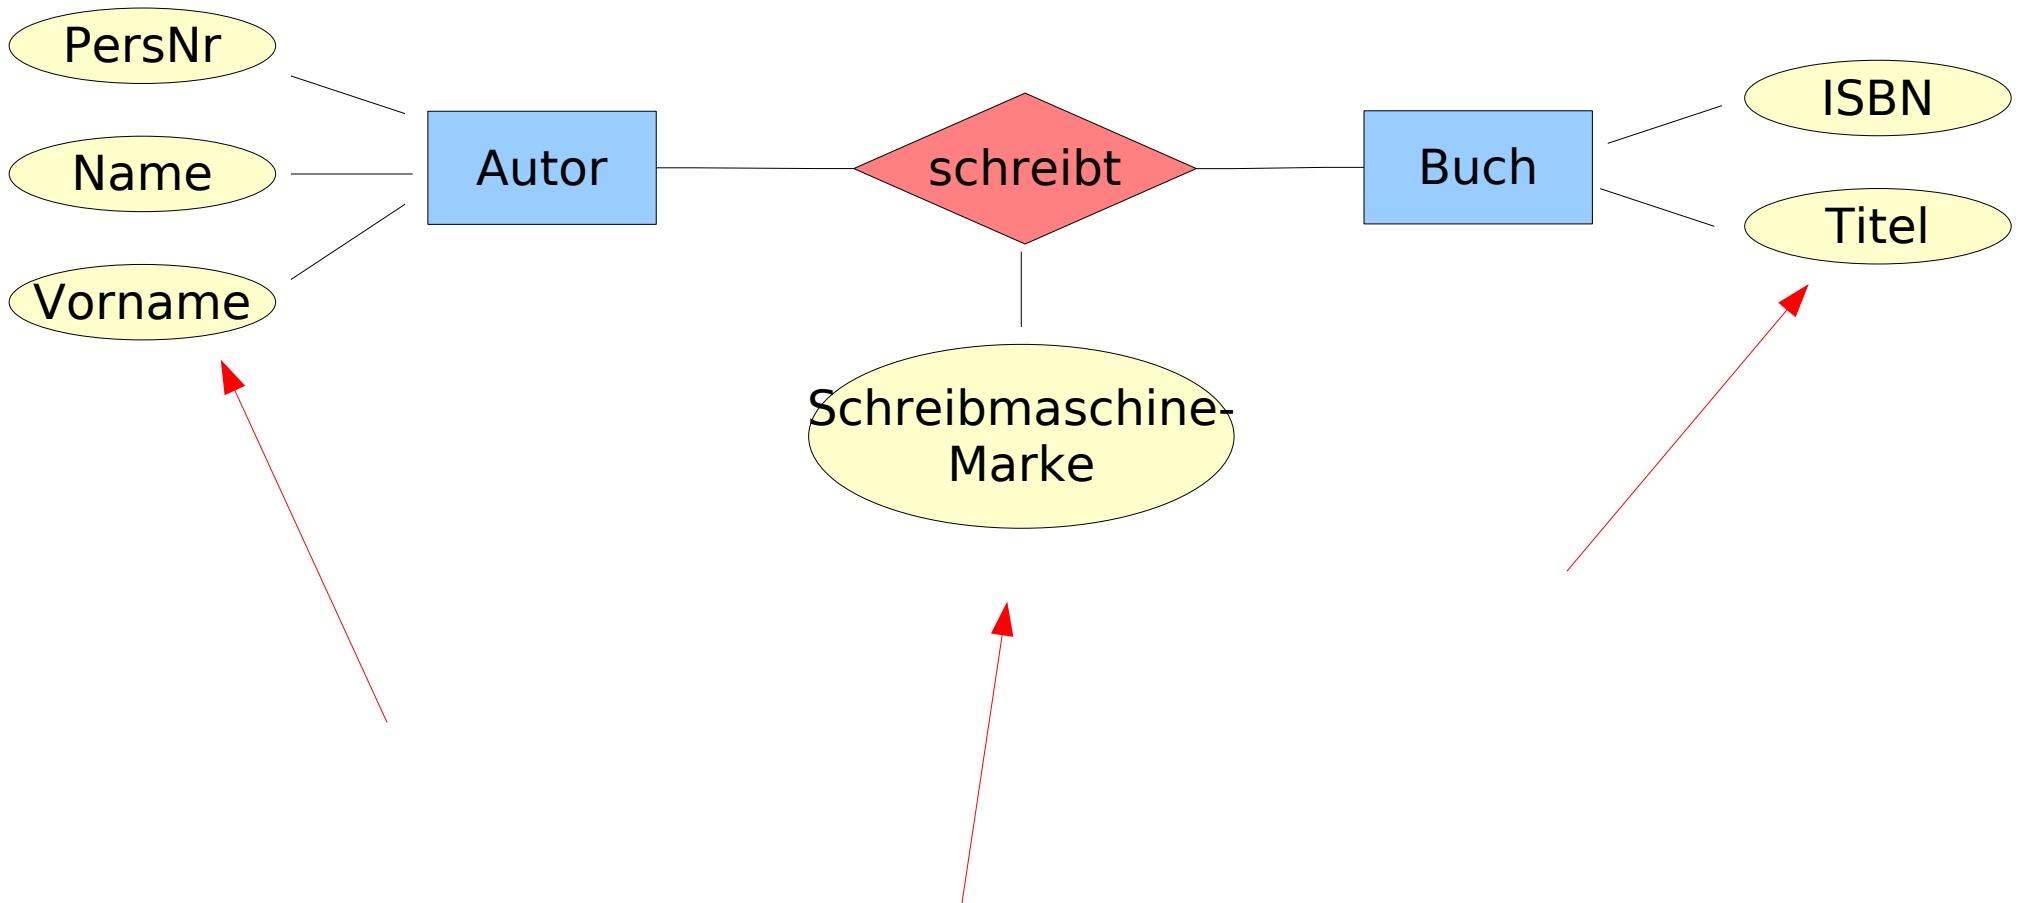 PersNr
Name
Vorname
Autor
schreibt
Schreibmaschine-
Marke
Buch
ISBN
Titel